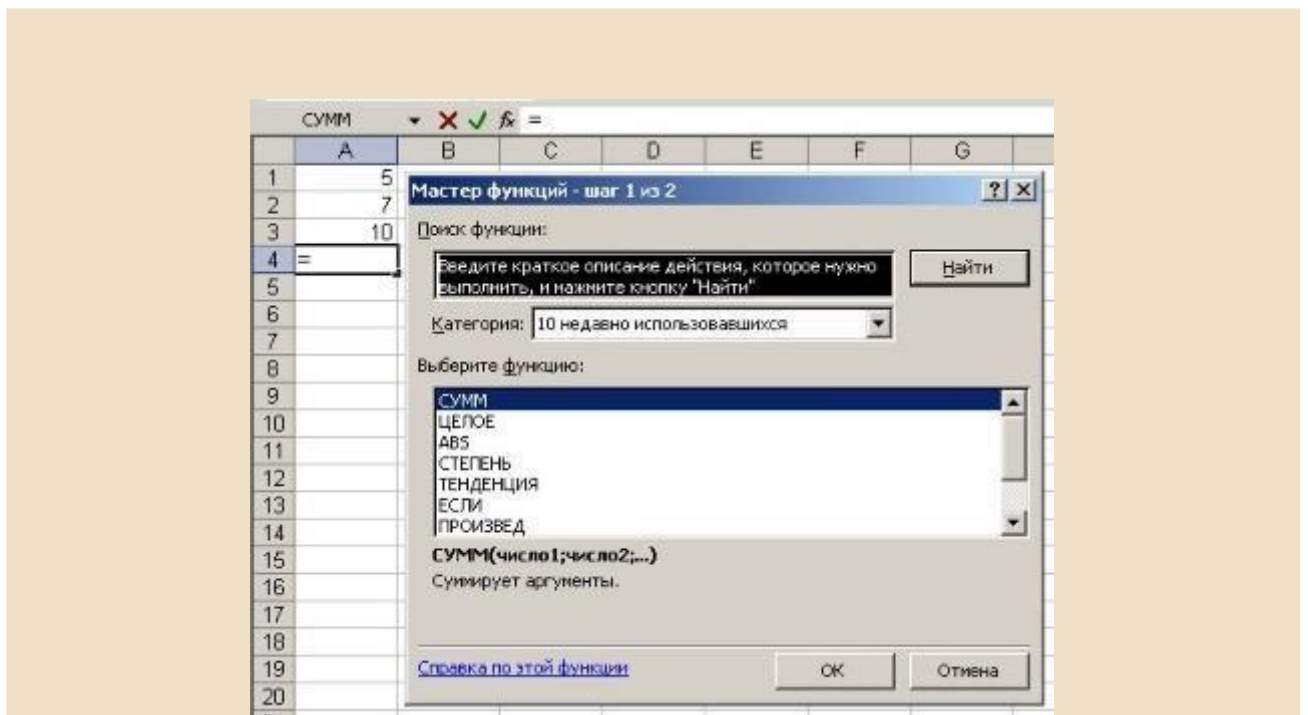 СУММ =
A B C D E F G
1 5
2 7
3 10
4 =
5
6
7
8
9
10
11
12
13
14
15
16
17
18
19
20
Мастер функций - шаг 1 из 2
Поиск функции:
Введите краткое описание действия, которое нужно
выполнить, и нажмите кнопку "Найти"
Найти
Категория: 10 недавно использовавшихся
Выберите функцию:
СУММ
ЦЕЛОЕ
ABS
СТЕПЕНЬ
ТЕНДЕНЦИЯ
ЕСЛИ
ПРОИЗВЕД
СУММ(число1;число2;...)
Суммирует аргументы.
Справка по этой функции
ОК Отмена